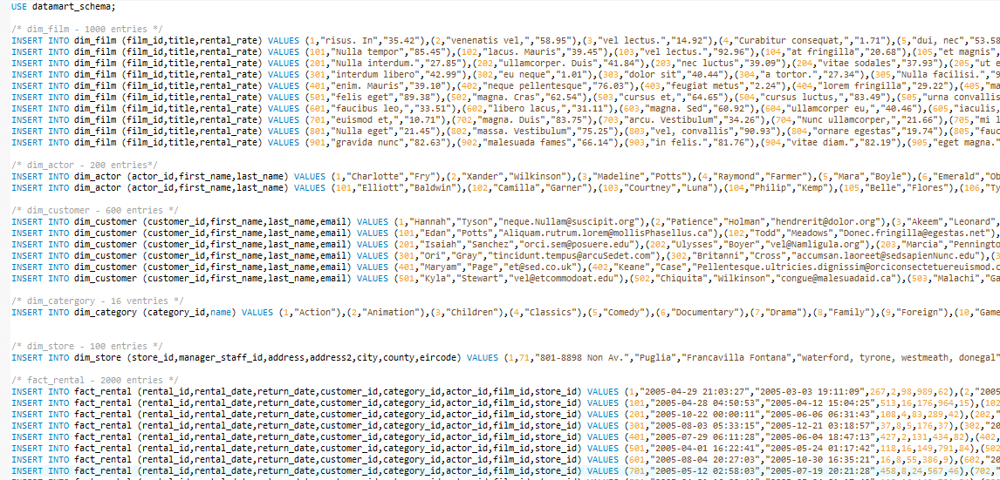 USE datamart_schema;
/* dim_film - 1000 entries */
INSERT INTO dim_film (film_id,title,rental_rate) VALUES (1,"risus. In","35.42"),(2,"venenatis vel,","58.95"),(3,"vel lectus.","14.92"),(4,"Curabitur consequat,","1.71"),(5,"dui, nec","53.58
INSERT INTO dim_film (film_id,title,rental_rate) VALUES (101,"Nulla tempor","85.45"),(102,"lacus. Mauris","39.45"),(103,"vel lectus.","92.96"),(104,"at fringilla","20.68"),(105,"et magnis",
INSERT INTO dim_film (film_id,title,rental_rate) VALUES (201,"Nulla interdum.","27.85"),(202,"ullamcorper. Duis","41.84"),(203,"nec luctus","39.09"),(204,"vitae sodales","37.93"),(205,"ut e
INSERT INTO dim_film (film_id,title,rental_rate) VALUES (301,"interdum libero","42.99"),(302,"eu neque","1.01"),(303,"dolor sit","40.44"),(304,"a tortor.","27.34"),(305,"Nulla facilisi.","9
INSERT INTO dim_film (film_id,title,rental_rate) VALUES (401,"enim. Mauris","39.10"),(402,"neque pellentesque","76.03"),(403,"feugiat metus","2.24"),(404,"lorem fringilla","29.22"),(405,"ma
INSERT INTO dim_film (film_id,title,rental_rate) VALUES (501,"felis eget","89.38"),(502,"magna. Cras","62.54"),(503,"cursus et,","64.65"),(504,"cursus luctus,","83.49"),(505,"urna convallis
INSERT INTO dim_film (film_id,title,rental_rate) VALUES (601,"faucibus leo,","33.51"),(602,"libero lacus,","31.11"),(603,"magna. Sed","60.92"),(604,"ullamcorper eu,","40.46"),(605,"iaculis,
INSERT INTO dim_film (film_id,title,rental_rate) VALUES (701,"euismod et,","10.71"),(702,"magna. Duis","83.75"),(703,"arcu. Vestibulum","34.26"),(704,"Nunc ullamcorper,","21.16"),(705,"mi l
INSERT INTO dim_film (film_id,title,rental_rate) VALUES (801,"Nulla eget","21.45"),(802,"massa. Vestibulum","75.25"),(803,"vel, convallis","90.93"),(804,"ornare egestas","19.74"),(805,"fauc
INSERT INTO dim_film (film_id,title,rental_rate) VALUES (901,"gravida nunc","82.63"),(902,"malesuada fames","66.14"),(903,"in felis.","81.76"),(904,"vitae diam.","82.19"),(905,"eget magna.
/* dim_actor - 200 entries*/
INSERT INTO dim_actor (actor_id,first_name,last_name) VALUES (1,"Charlotte","Fry"),(2,"Xander","Wilkinson"),(3,"Madeline","Potts"),(4,"Raymond","Farmer"),(5,"Mara","Boyle"),(6,"Emerald","Ob
INSERT INTO dim_actor (actor_id,first_name,last_name) VALUES (101,"Elliott","Baldwin"),(102,"Camilla","Garner"),(103,"Courtney","Luna"),(104,"Philip","Kemp"),(105,"Belle","Flores"),(106,"Ty
/* dim_customer - 600 entries */
INSERT INTO dim_customer (customer_id,first_name,last_name,email) VALUES (1,"Hannah","Tyson","neque.Nullam@suscipit.org"),(2,"Patience","Holman","hendrerit@dolor.org"),(3,"Akeem","Leonard",
INSERT INTO dim_customer (customer_id,first_name,last_name,email) VALUES (101,"Edan","Potts","Aliquam.rutrum.lorem@mollisPhasellus.ca"),(102,"Todd","Meadows","Donec.fringilla@egestas.net"),
INSERT INTO dim_customer (customer_id,first_name,last_name,email) VALUES (201,"Isaiah","Sanchez","orci.sem@posuere.edu"),(202,"Ulysses","Boyer","vel@Namligula.org"),(203,"Marcia","Penningto
INSERT INTO dim_customer (customer_id,first_name,last_name,email) VALUES (301,"Ori","Gray","tincidunt.tempus@arcuSedet.com"),(302,"Britanni","Cross","accumsan.laoreet@sedsapienNunc.edu"),(3
INSERT INTO dim_customer (customer_id,first_name,last_name,email) VALUES (401,"Maryam","Page","et@sed.co.uk"),(402,"Keane","Case","Pellentesque.ultricies.dignissim@orciconsectetuereuismod.c
INSERT INTO dim_customer (customer_id,first_name,last_name,email) VALUES (501,"Kyla","Stewart","vel@etcommodoat.edu"),(502,"Chiquita","Wilkinson","congue@malesuadaid.ca"),(503,"Malachi","Ga
/* dim_catergory - 16 ventries */
INSERT INTO dim_category (category_id,name) VALUES (1,"Action"),(2,"Animation"),(3,"Children"),(4,"Classics"),(5,"Comedy"),(6,"Documentary"),(7,"Drama"),(8,"Family"),(9,"Foreign"),(10,"Game
/* dim_store - 100 entries */
INSERT INTO dim_store (store_id,manager_staff_id,address,address2,city,county,eircode) VALUES (1,71,"801-8898 Non Av.","Puglia","Francavilla Fontana","waterford, tyrone, westmeath, donegal"
/* fact_rental - 2000 entries */
INSERT INTO fact_rental (rental_id,rental_date,return_date,customer_id,category_id,actor_id,film_id,store_id) VALUES (1,"2005-04-29 21:03:27","2005-03-03 19:11:09",267,2,98,989,62),(2,"2005
INSERT INTO fact_rental (rental_id,rental_date,return_date,customer_id,category_id,actor_id,film_id,store_id) VALUES (101,"2005-04-28 04:50:53","2005-04-12 15:04:25",513,16,176,964,15),(102
INSERT INTO fact_rental (rental_id,rental_date,return_date,customer_id,category_id,actor_id,film_id,store_id) VALUES (201,"2005-10-22 00:00:11","2005-06-06 06:31:43",108,4,83,289,42),(202,"
INSERT INTO fact_rental (rental_id,rental_date,return_date,customer_id,category_id,actor_id,film_id,store_id) VALUES (301,"2005-08-03 05:33:15","2005-12-21 03:18:57",37,8,5,176,37),(302,"20
INSERT INTO fact_rental (rental_id,rental_date,return_date,customer_id,category_id,actor_id,film_id,store_id) VALUES (401,"2005-07-29 06:11:28","2005-06-04 18:47:13",427,2,131,434,82),(402,
INSERT INTO fact_rental (rental_id,rental_date,return_date,customer_id,category_id,actor_id,film_id,store_id) VALUES (501,"2005-04-01 16:22:41","2005-05-24 01:17:42",118,16,149,751,84),(502
INSERT INTO fact_rental (rental_id,rental_date,return_date,customer_id,category_id,actor_id,film_id,store_id) VALUES (601,"2005-08-04 20:27:03","2005-10-30 16:35:21",16,8,55,386,9),(602,"20
INSERT INTO fact_rental (rental_id,rental_date,return_date,customer_id,category_id,actor_id,film_id,store_id) VALUES (701,"2005-05-12 02:58:03","2005-07-19 20:21:28",458,8,24,567,46),(702,"